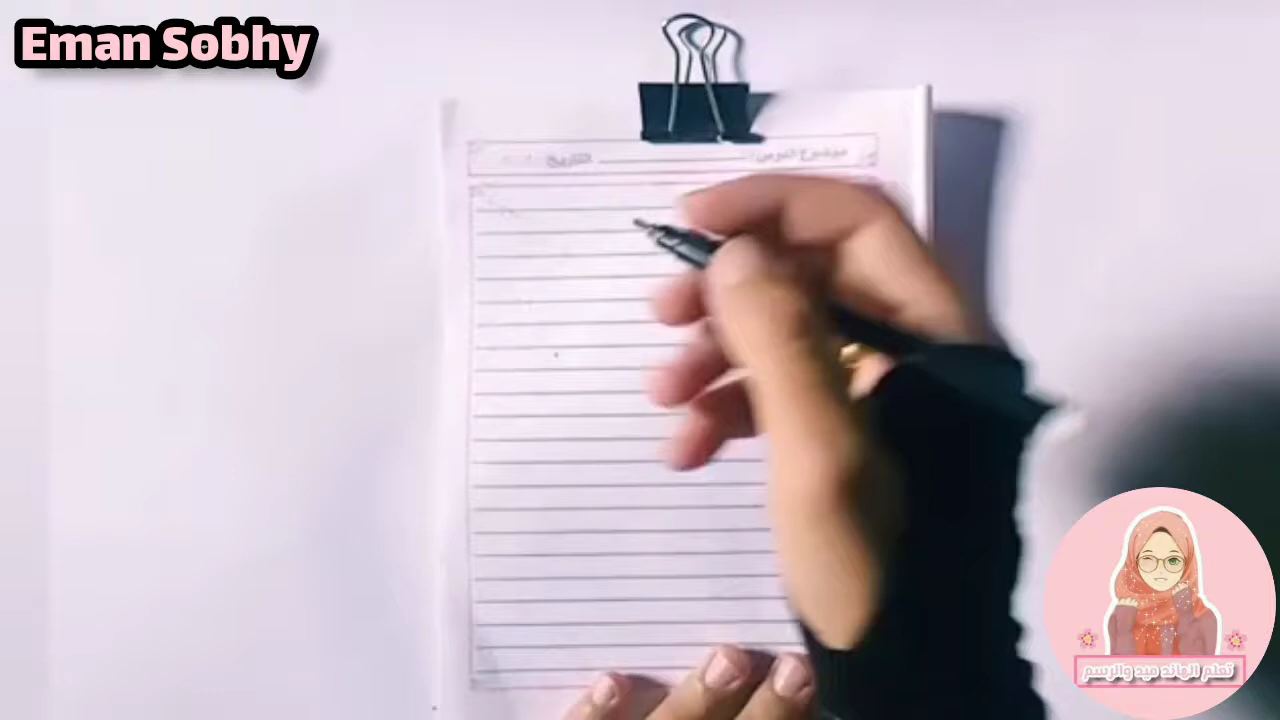 Eman Sobhy
موضوع الدرس: التاريخ
تعلم الهاند ميد والرسم